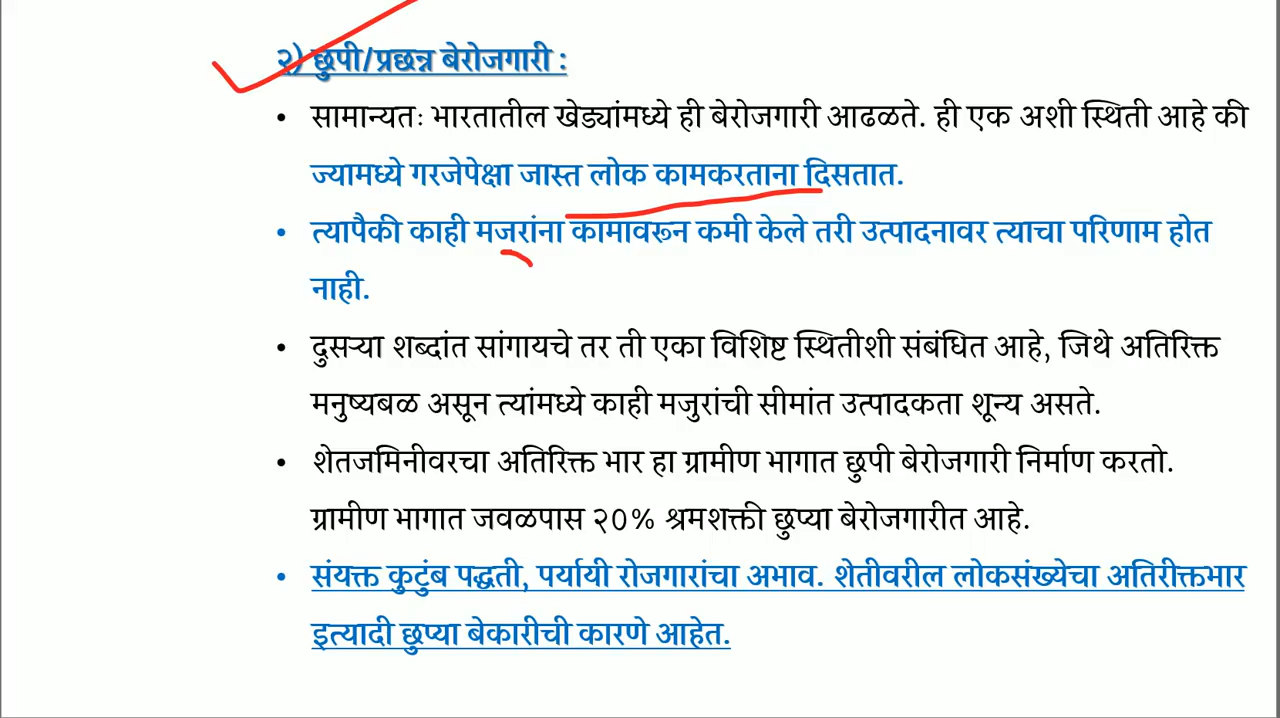 २) छुपी/प्रछन्न बेरोजगारी :
• सामान्यतः भारतातील खेड्यांमध्ये ही बेरोजगारी आढळते. ही एक अशी स्थिती आहे की
ज्यामध्ये गरजेपेक्षा जास्त लोक कामकरताना दिसतात.
• त्यापैकी काही मजरांना कामावरून कमी केले तरी उत्पादनावर त्याचा परिणाम होत
नाही.
• दुसऱ्या शब्दांत सांगायचे तर ती एका विशिष्ट स्थितीशी संबंधित आहे, जिथे अतिरिक्त
मनुष्यबळ असून त्यांमध्ये काही मजुरांची सीमांत उत्पादकता शून्य असते.
• शेतजमिनीवरचा अतिरिक्त भार हा ग्रामीण भागात छुपी बेरोजगारी निर्माण करतो.
ग्रामीण भागात जवळपास २0% श्रमशक्ती छुप्या बेरोजगारीत आहे.
• संयक्त कुटुंब पद्धती, पर्यायी रोजगारांचा अभाव. शेतीवरील लोकसंख्येचा अतिरीक्तभार
इत्यादी छुप्या बेकारीची कारणे आहेत.